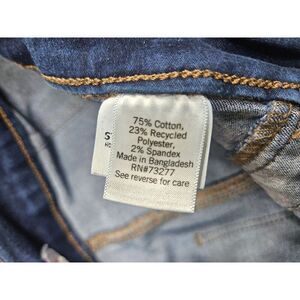 75% Cotton,
23% Recycled
Polyester,
2% Spandex
Made in Bangladesh
RN#73277
See reverse for care